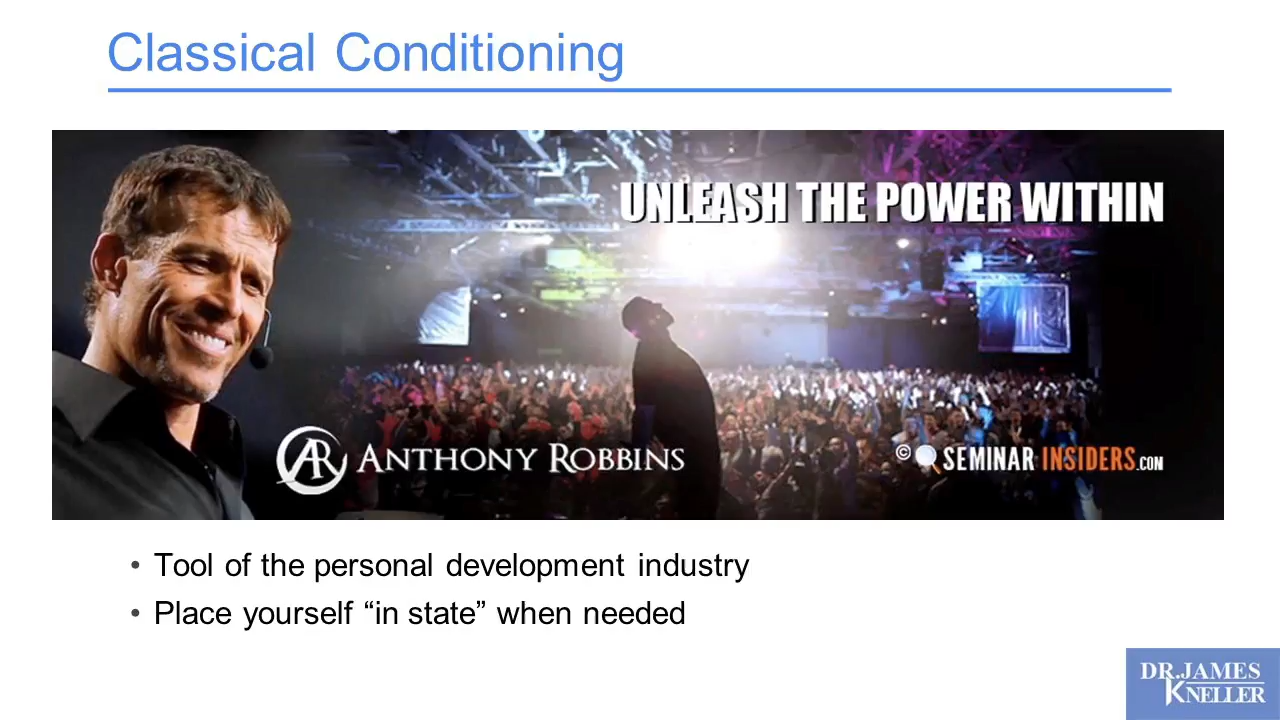 Classical Conditioning
UNLEASH THE POWER WITHIN
AR ANTHONY ROBBINS
© SEMINAR INSIDERS.COM
• Tool of the personal development industry
• Place yourself “in state” when needed
DR.JAMES
KNELLER